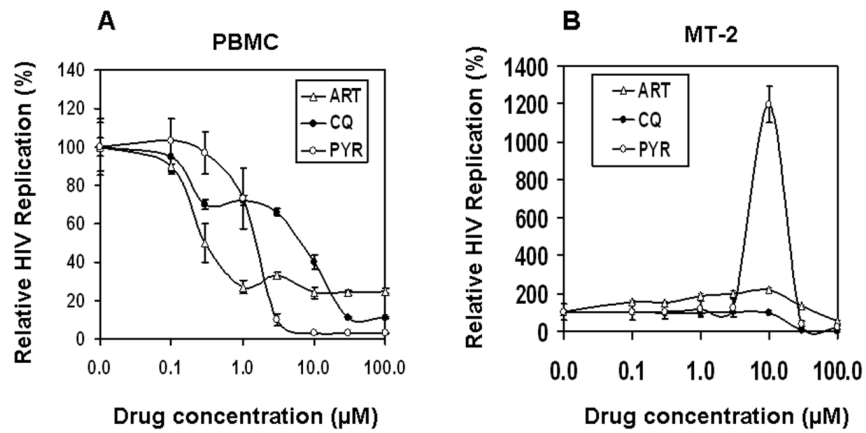 A
PBMC
Relative HIV Replication (%)
140
120
100
80
60
40
20
0
0.0
0.1
1.0
10.0
100.0
Drug concentration (µM)
ART
CQ
PYR
B
MT-2
Relative HIV Replication (%)
1400
1200
1000
800
600
400
200
0
0.0
0.1
1.0
10.0
100.0
Drug concentration (µM)
ART
CQ
PYR